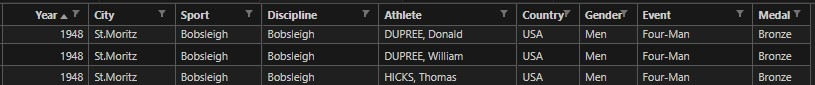 Year City Sport Discipline Athlete Country Gender Event Medal
1948 St.Moritz Bobsleigh Bobsleigh DUPREE, Donald USA Men Four-Man Bronze
1948 St.Moritz Bobsleigh Bobsleigh DUPREE, William USA Men Four-Man Bronze
1948 St.Moritz Bobsleigh Bobsleigh HICKS, Thomas USA Men Four-Man Bronze